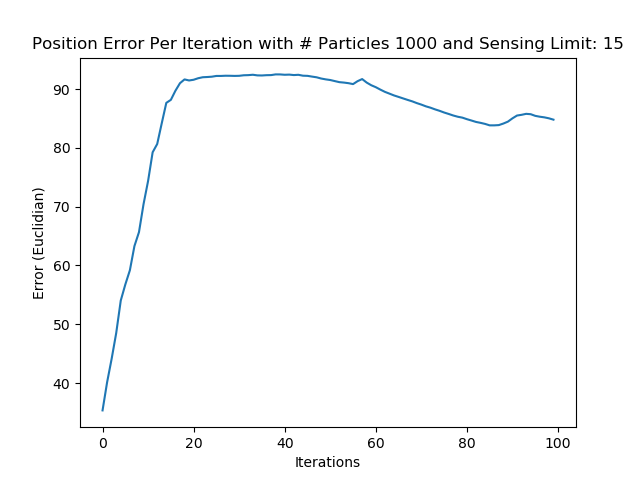 Position Error Per Iteration with # Particles 1000 and Sensing Limit: 15
90
80
70
60
50
40
Error (Euclidian)
0 20 40 60 80 100
Iterations